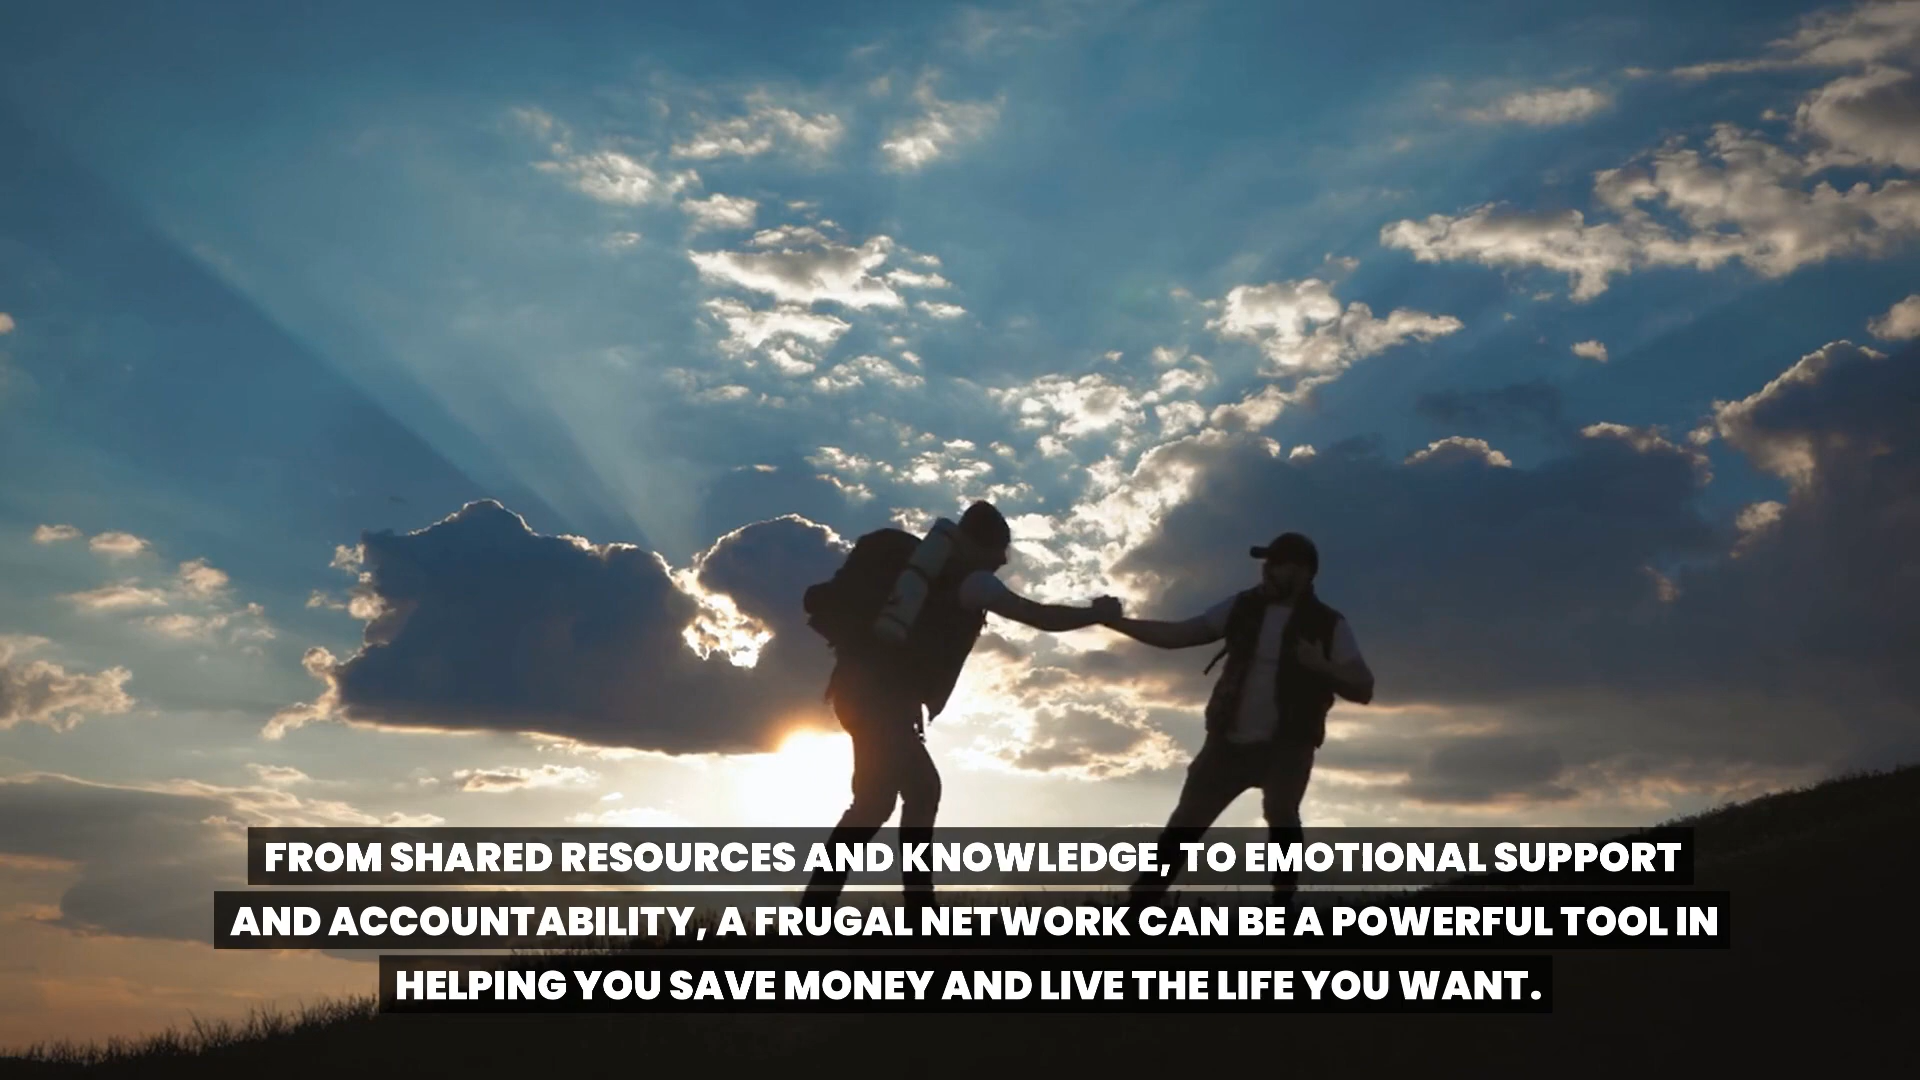 FROM SHARED RESOURCES AND KNOWLEDGE, TO EMOTIONAL SUPPORT
AND ACCOUNTABILITY, A FRUGAL NETWORK CAN BE A POWERFUL TOOL IN
HELPING YOU SAVE MONEY AND LIVE THE LIFE YOU WANT.